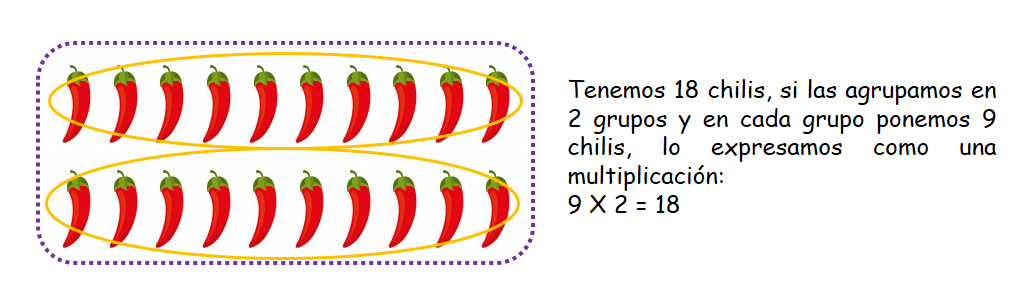 Tenemos 18 chilis, si las agrupamos en
2 grupos y en cada grupo ponemos 9
chilis, lo expresamos como una
multiplicación:
9 X 2 = 18